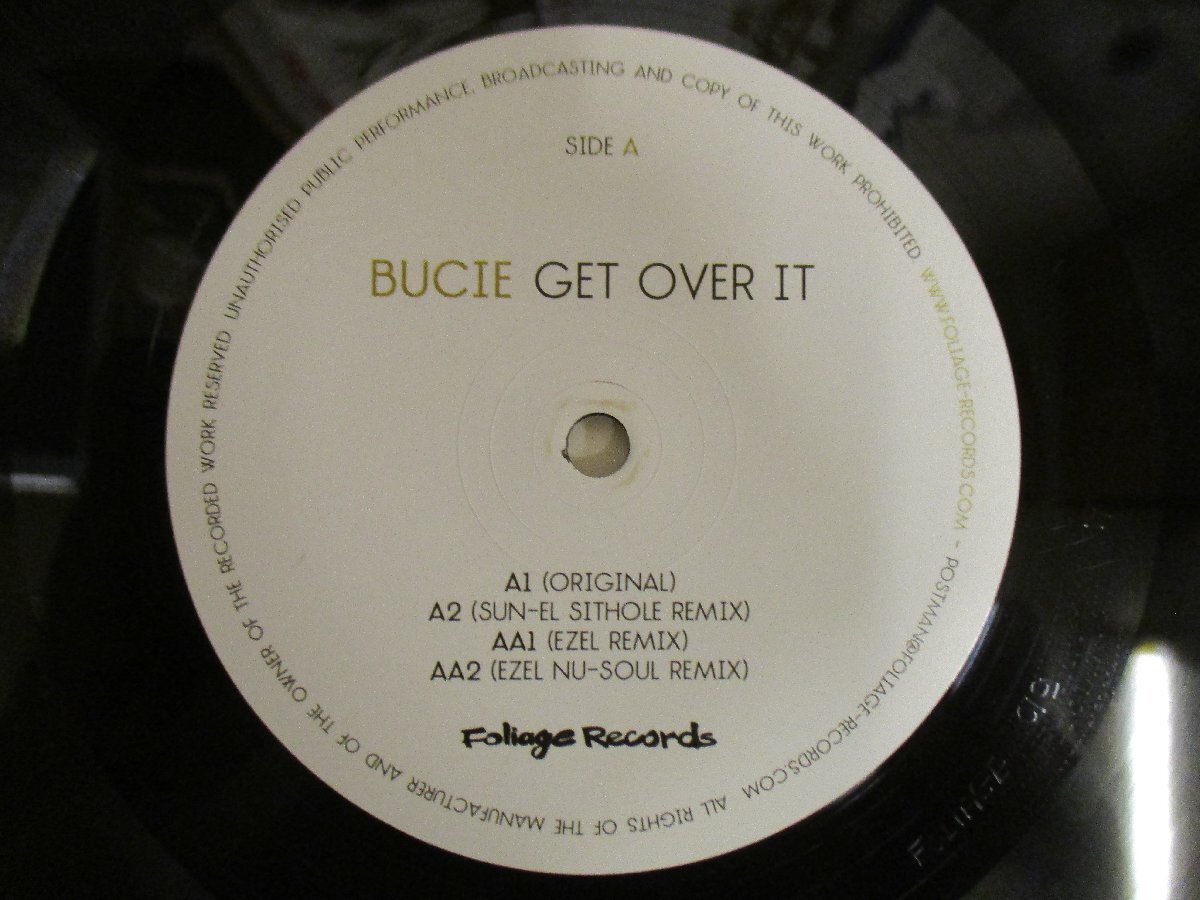 SIDE A
BUCIE GET OVER IT
A1 (ORIGINAL)
A2 (SUN-EL SITHOLE REMIX)
AA1 (EZEL REMIX)
AA2 (EZEL NU-SOUL REMIX)
Foliage Records
ALL RIGHTS OF THE MANUFACTURER AND OF THE OWNER OF THE RECORDED WORK RESERVED UNAUTHORISED PUBLIC PERFORMANCE, BROADCASTING AND COPY OF THIS WORK PROHIBITED WWW.FOLIAGE-RECORDS.COM - POSTMAN@FOLIAGE-RECORDS.COM